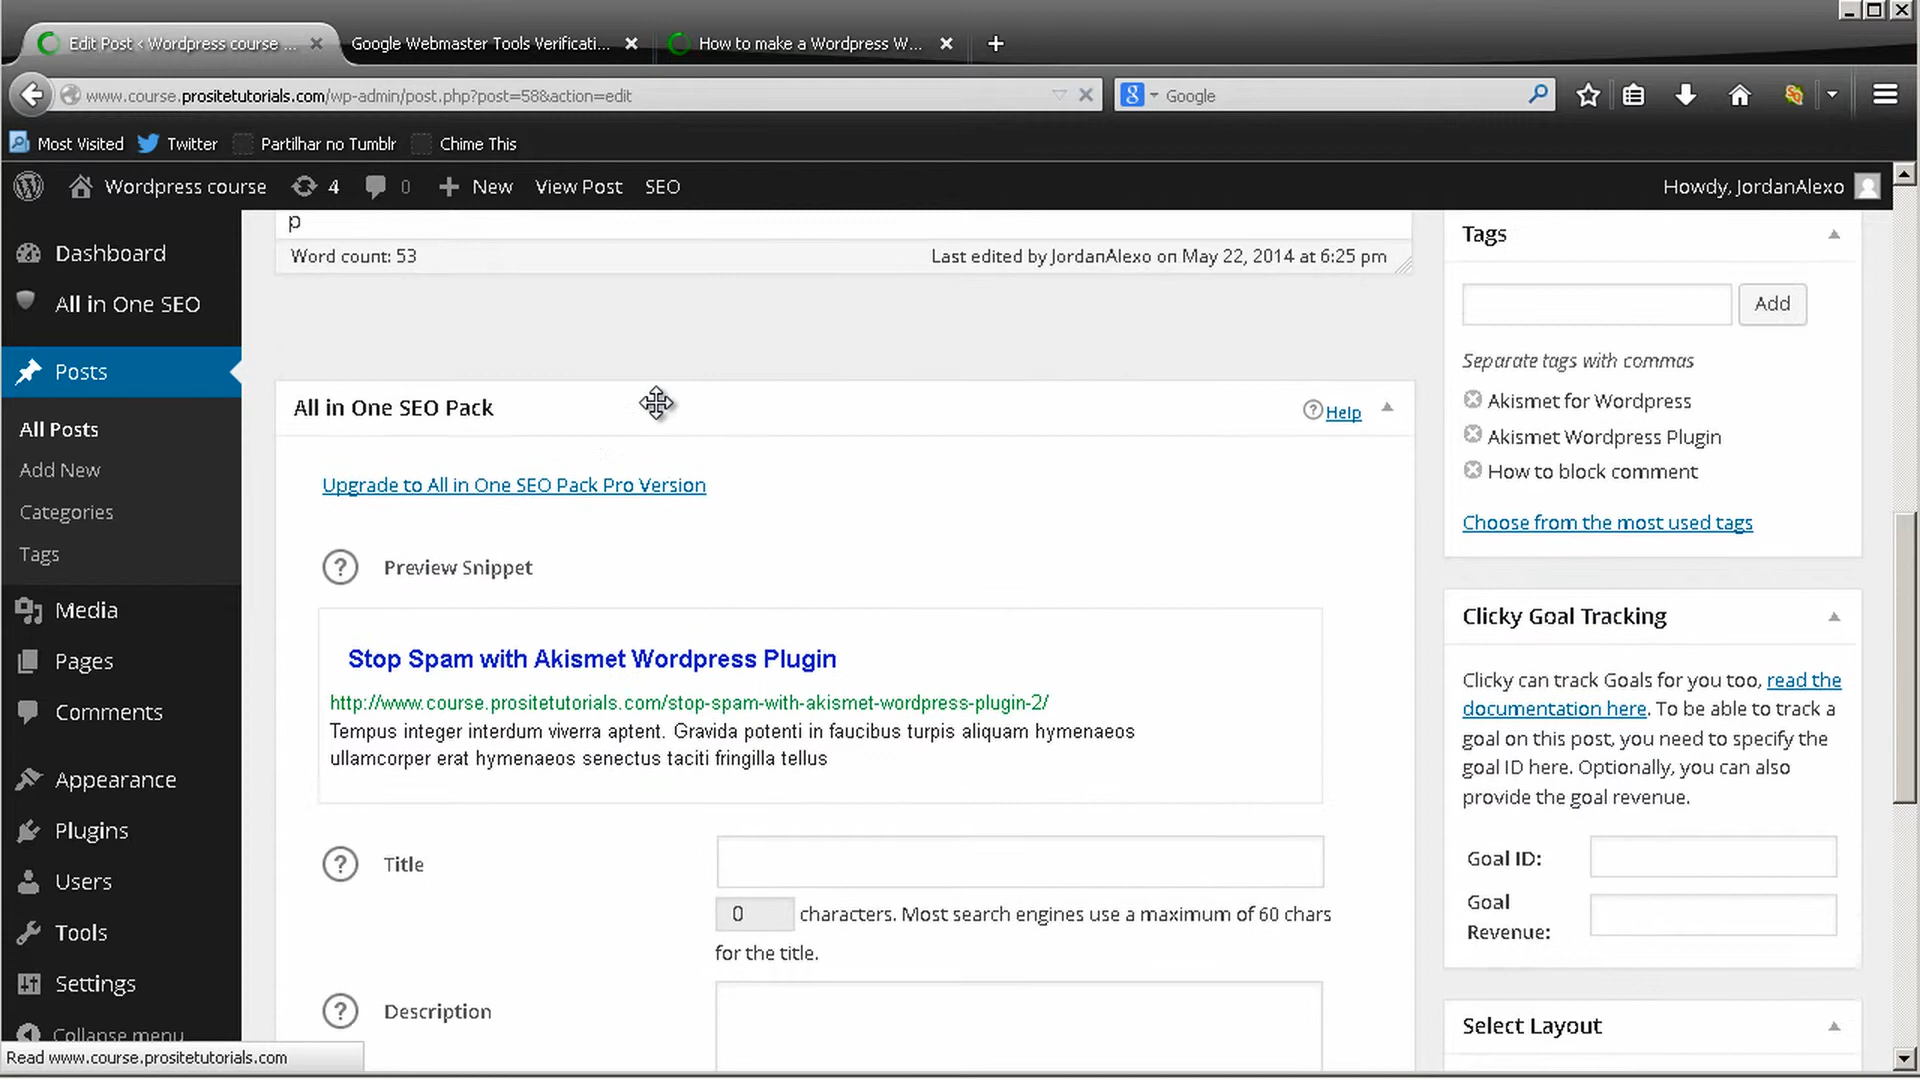 Edit Post ‹ Wordpress course ...
Google Webmaster Tools Verificati...
How to make a Wordpress W...
www.course.prositetutorials.com/wp-admin/post.php?post=58&action=edit
Google
Most Visited
Twitter
Partilhar no Tumblr
Chime This
Wordpress course
4
0
New
View Post
SEO
Howdy, JordanAlexo
Dashboard
All in One SEO
Posts
All Posts
Add New
Categories
Tags
Media
Pages
Comments
Appearance
Plugins
Users
Tools
Settings
Collapse menu
Read www.course.prositetutorials.com
p
Word count: 53
Last edited by JordanAlexo on May 22, 2014 at 6:25 pm
All in One SEO Pack
Help
Upgrade to All in One SEO Pack Pro Version
Preview Snippet
Stop Spam with Akismet Wordpress Plugin
http://www.course.prositetutorials.com/stop-spam-with-akismet-wordpress-plugin-2/
Tempus integer interdum viverra aptent. Gravida potenti in faucibus turpis aliquam hymenaeos
ullamcorper erat hymenaeos senectus taciti fringilla tellus
Title
0 characters. Most search engines use a maximum of 60 chars
for the title.
Description
Tags
Add
Separate tags with commas
Akismet for Wordpress
Akismet Wordpress Plugin
How to block comment
Choose from the most used tags
Clicky Goal Tracking
Clicky can track Goals for you too, read the
documentation here. To be able to track a
goal on this post, you need to specify the
goal ID here. Optionally, you can also
provide the goal revenue.
Goal ID:
Goal
Revenue:
Select Layout